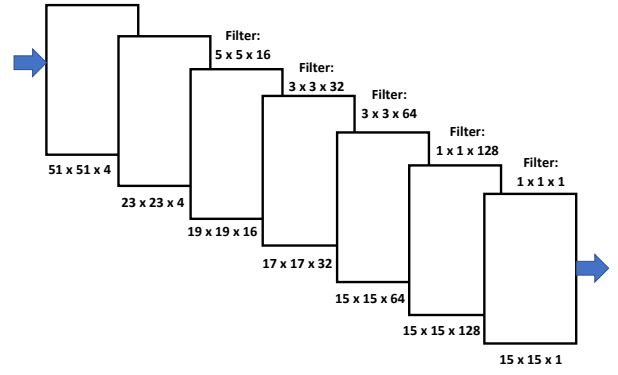 Filter:
5 x 5 x 16
Filter:
3 x 3 x 32
Filter:
3 x 3 x 64
Filter:
1 x 1 x 128
Filter:
1 x 1 x 1
51 x 51 x 4
23 x 23 x 4
19 x 19 x 16
17 x 17 x 32
15 x 15 x 64
15 x 15 x 128
15 x 15 x 1